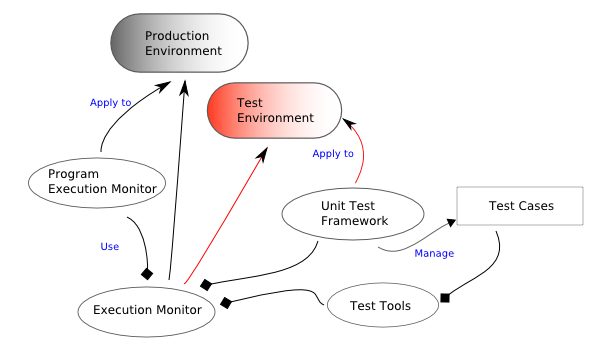 Production
Environment
Test
Environment
Apply to
Apply to
Program
Execution Monitor
Unit Test
Framework
Test Cases
Use
Manage
Execution Monitor
Test Tools